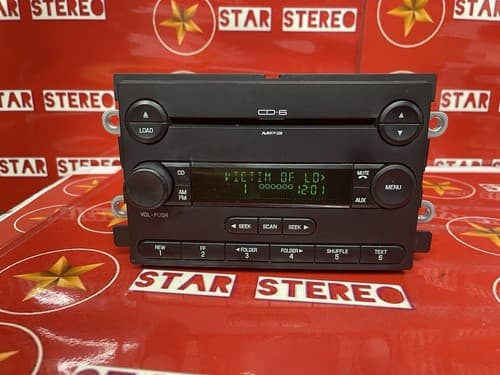 STAR STEREO
STAR
STAR STEREO
STAR STEREO
STEREO
CD-6
MP3
LOAD
CD
AM
FM
VOL - PUSH
VICTIM OF LO>
1 000000 12:01
MUTE
AUX
MENU
◄ SEEK
SCAN
SEEK ►
REW
1
FF
2
◄ FOLDER
3
FOLDER ►
4
SHUFFLE
5
TEXT
6
STAR STEREO
STAR STEREO